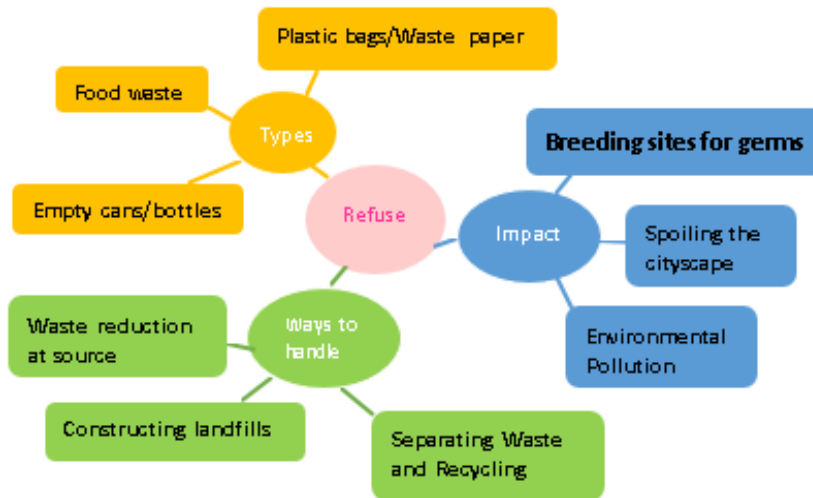 Plastic bags/Waste paper
Food waste
Types
Empty cans/bottles
Refuse
Breeding sites for germs
Impact
Spoiling the
cityscape
Environmental
Pollution
Ways to
handle
Waste reduction
at source
Constructing landfills
Separating Waste
and Recycling